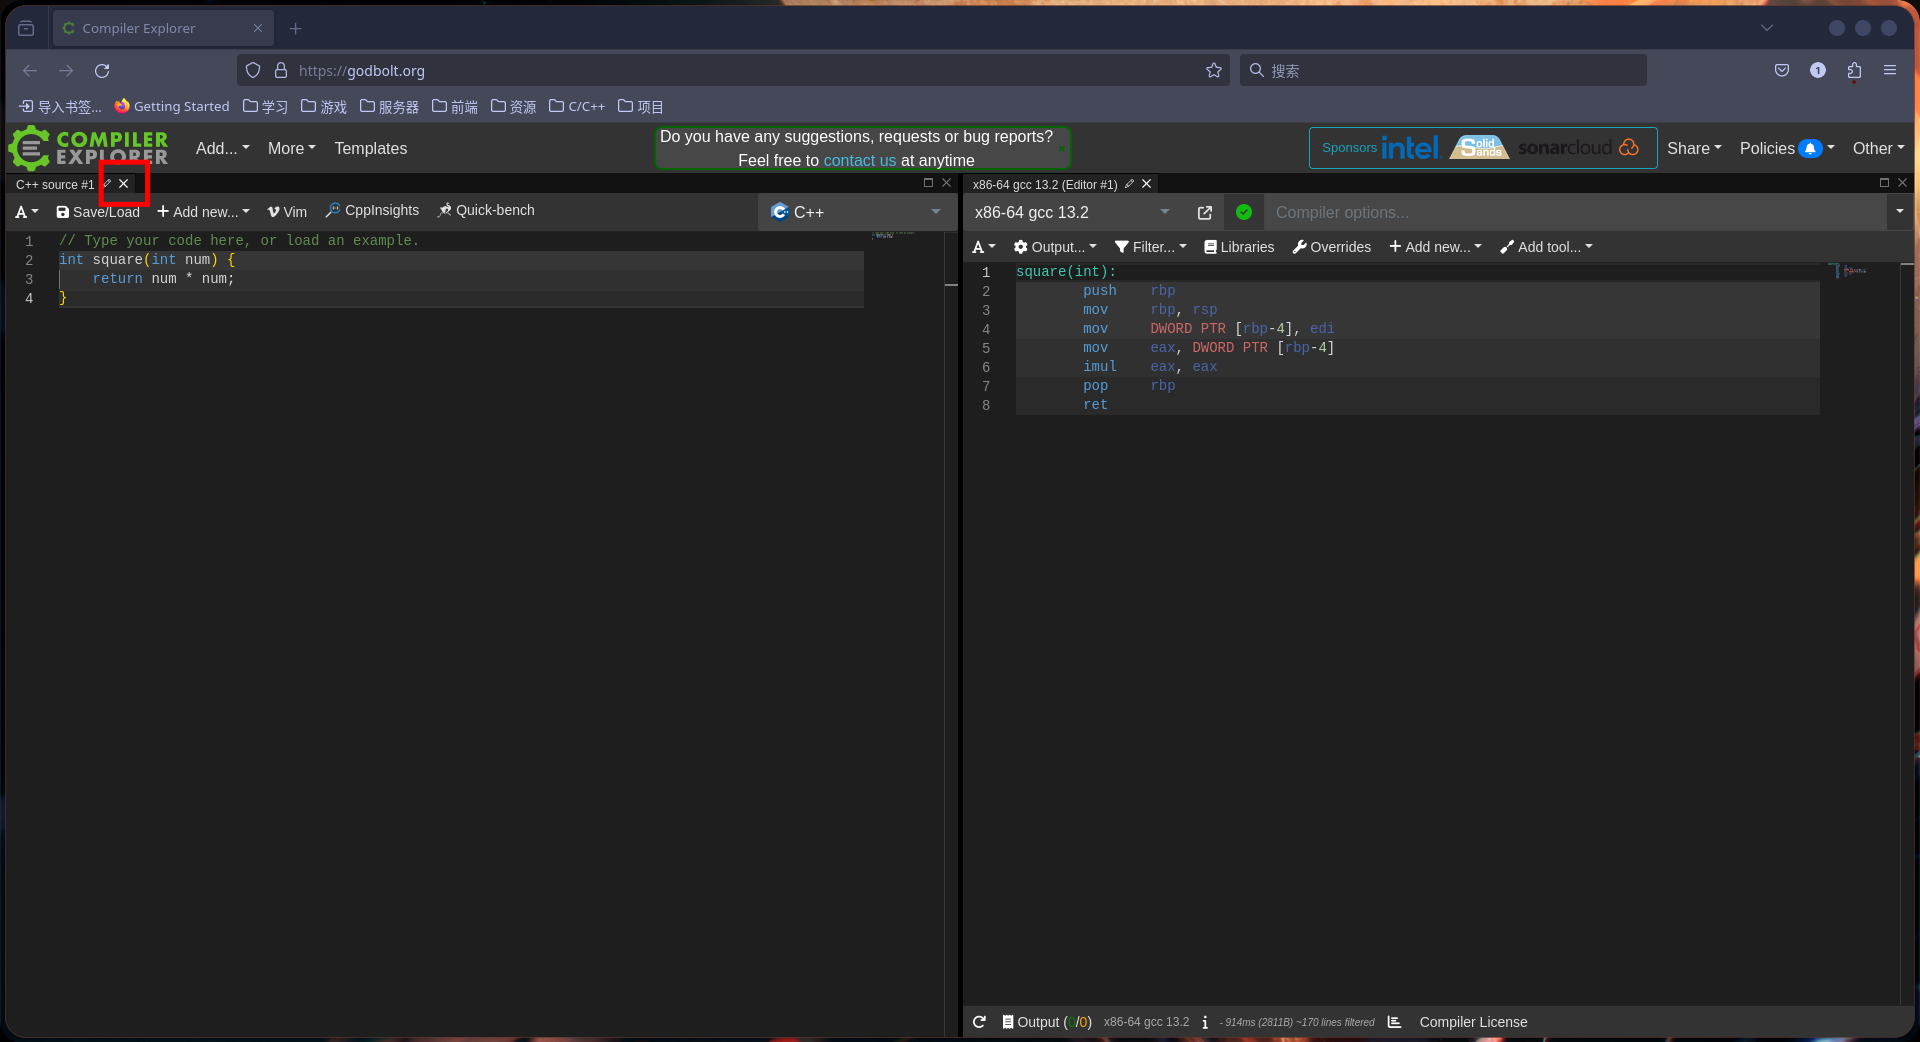 Compiler Explorer
https://godbolt.org
搜索
1
导入书签...
Getting Started
学习
游戏
服务器
前端
资源
C/C++
项目
COMPILER
EXPLORER
Add...
More
Templates
Do you have any suggestions, requests or bug reports?
Feel free to contact us at anytime
Sponsors
intel.
Solid
Sands
sonarcloud
Share
Policies
Other
C++ source #1
A
Save/Load
Add new...
Vim
CppInsights
Quick-bench
C++
1 // Type your code here, or load an example.
2 int square(int num) {
3     return num * num;
4 }
x86-64 gcc 13.2 (Editor #1)
x86-64 gcc 13.2
Compiler options...
A
Output...
Filter...
Libraries
Overrides
Add new...
Add tool...
1 square(int):
2         push    rbp
3         mov     rbp, rsp
4         mov     DWORD PTR [rbp-4], edi
5         mov     eax, DWORD PTR [rbp-4]
6         imul    eax, eax
7         pop     rbp
8         ret
Output (0/0)
x86-64 gcc 13.2
- 914ms (2811B) ~170 lines filtered
Compiler License